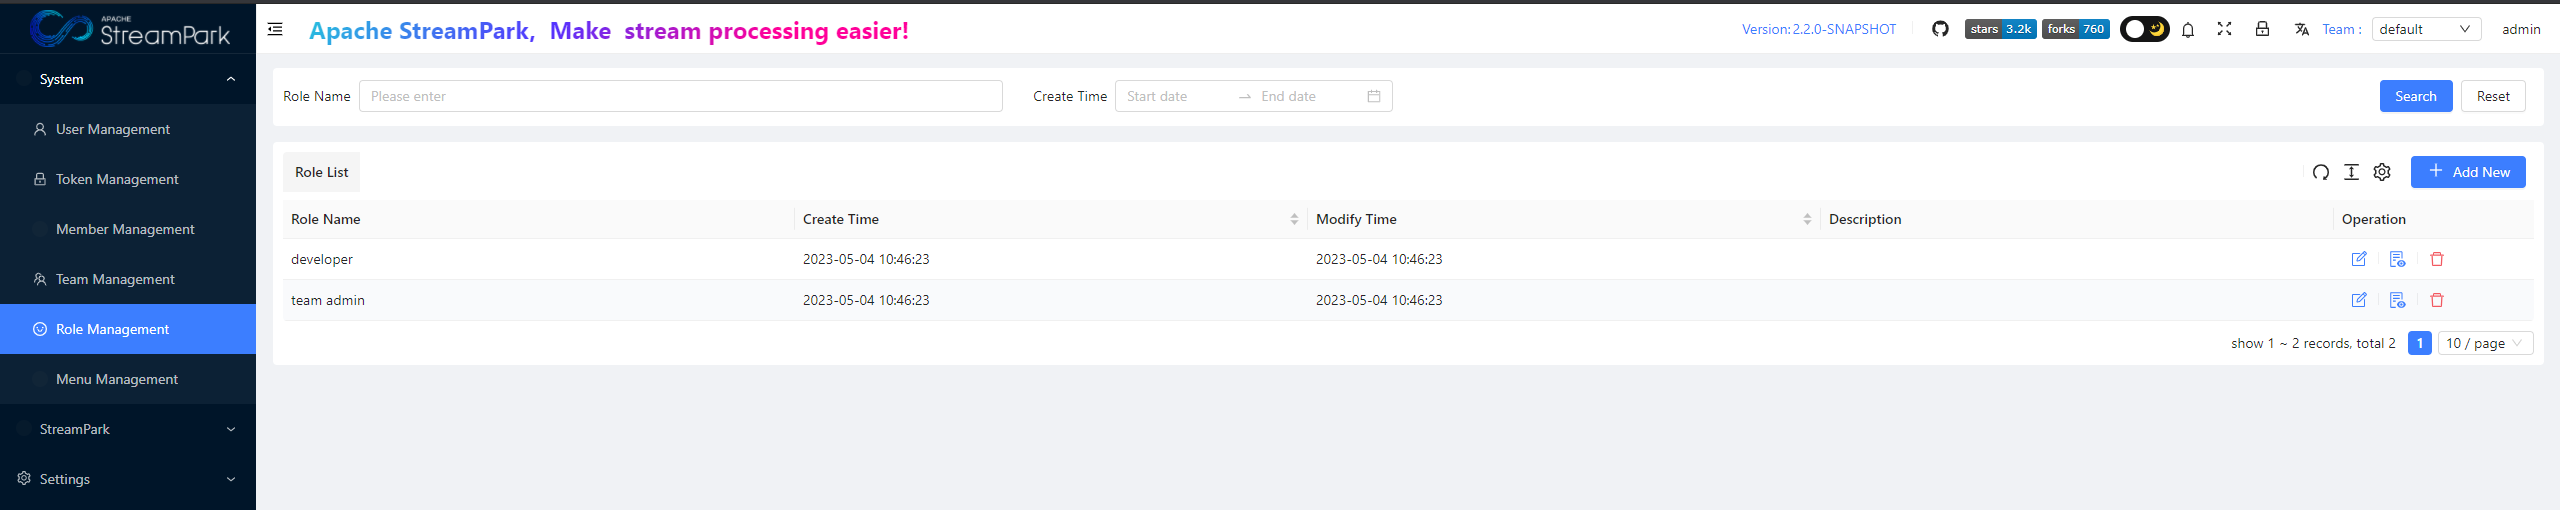 APACHE
StreamPark
Apache StreamPark, Make stream processing easier!
Version: 2.2.0-SNAPSHOT
stars 3.2k forks 760
Team : default
admin
System
User Management
Token Management
Member Management
Team Management
Role Management
Menu Management
StreamPark
Settings
Role Name Please enter
Create Time Start date End date
Search Reset
Role List
Add New
Role Name Create Time Modify Time Description Operation
developer 2023-05-04 10:46:23 2023-05-04 10:46:23
team admin 2023-05-04 10:46:23 2023-05-04 10:46:23
show 1 ~ 2 records, total 2 1 10 / page